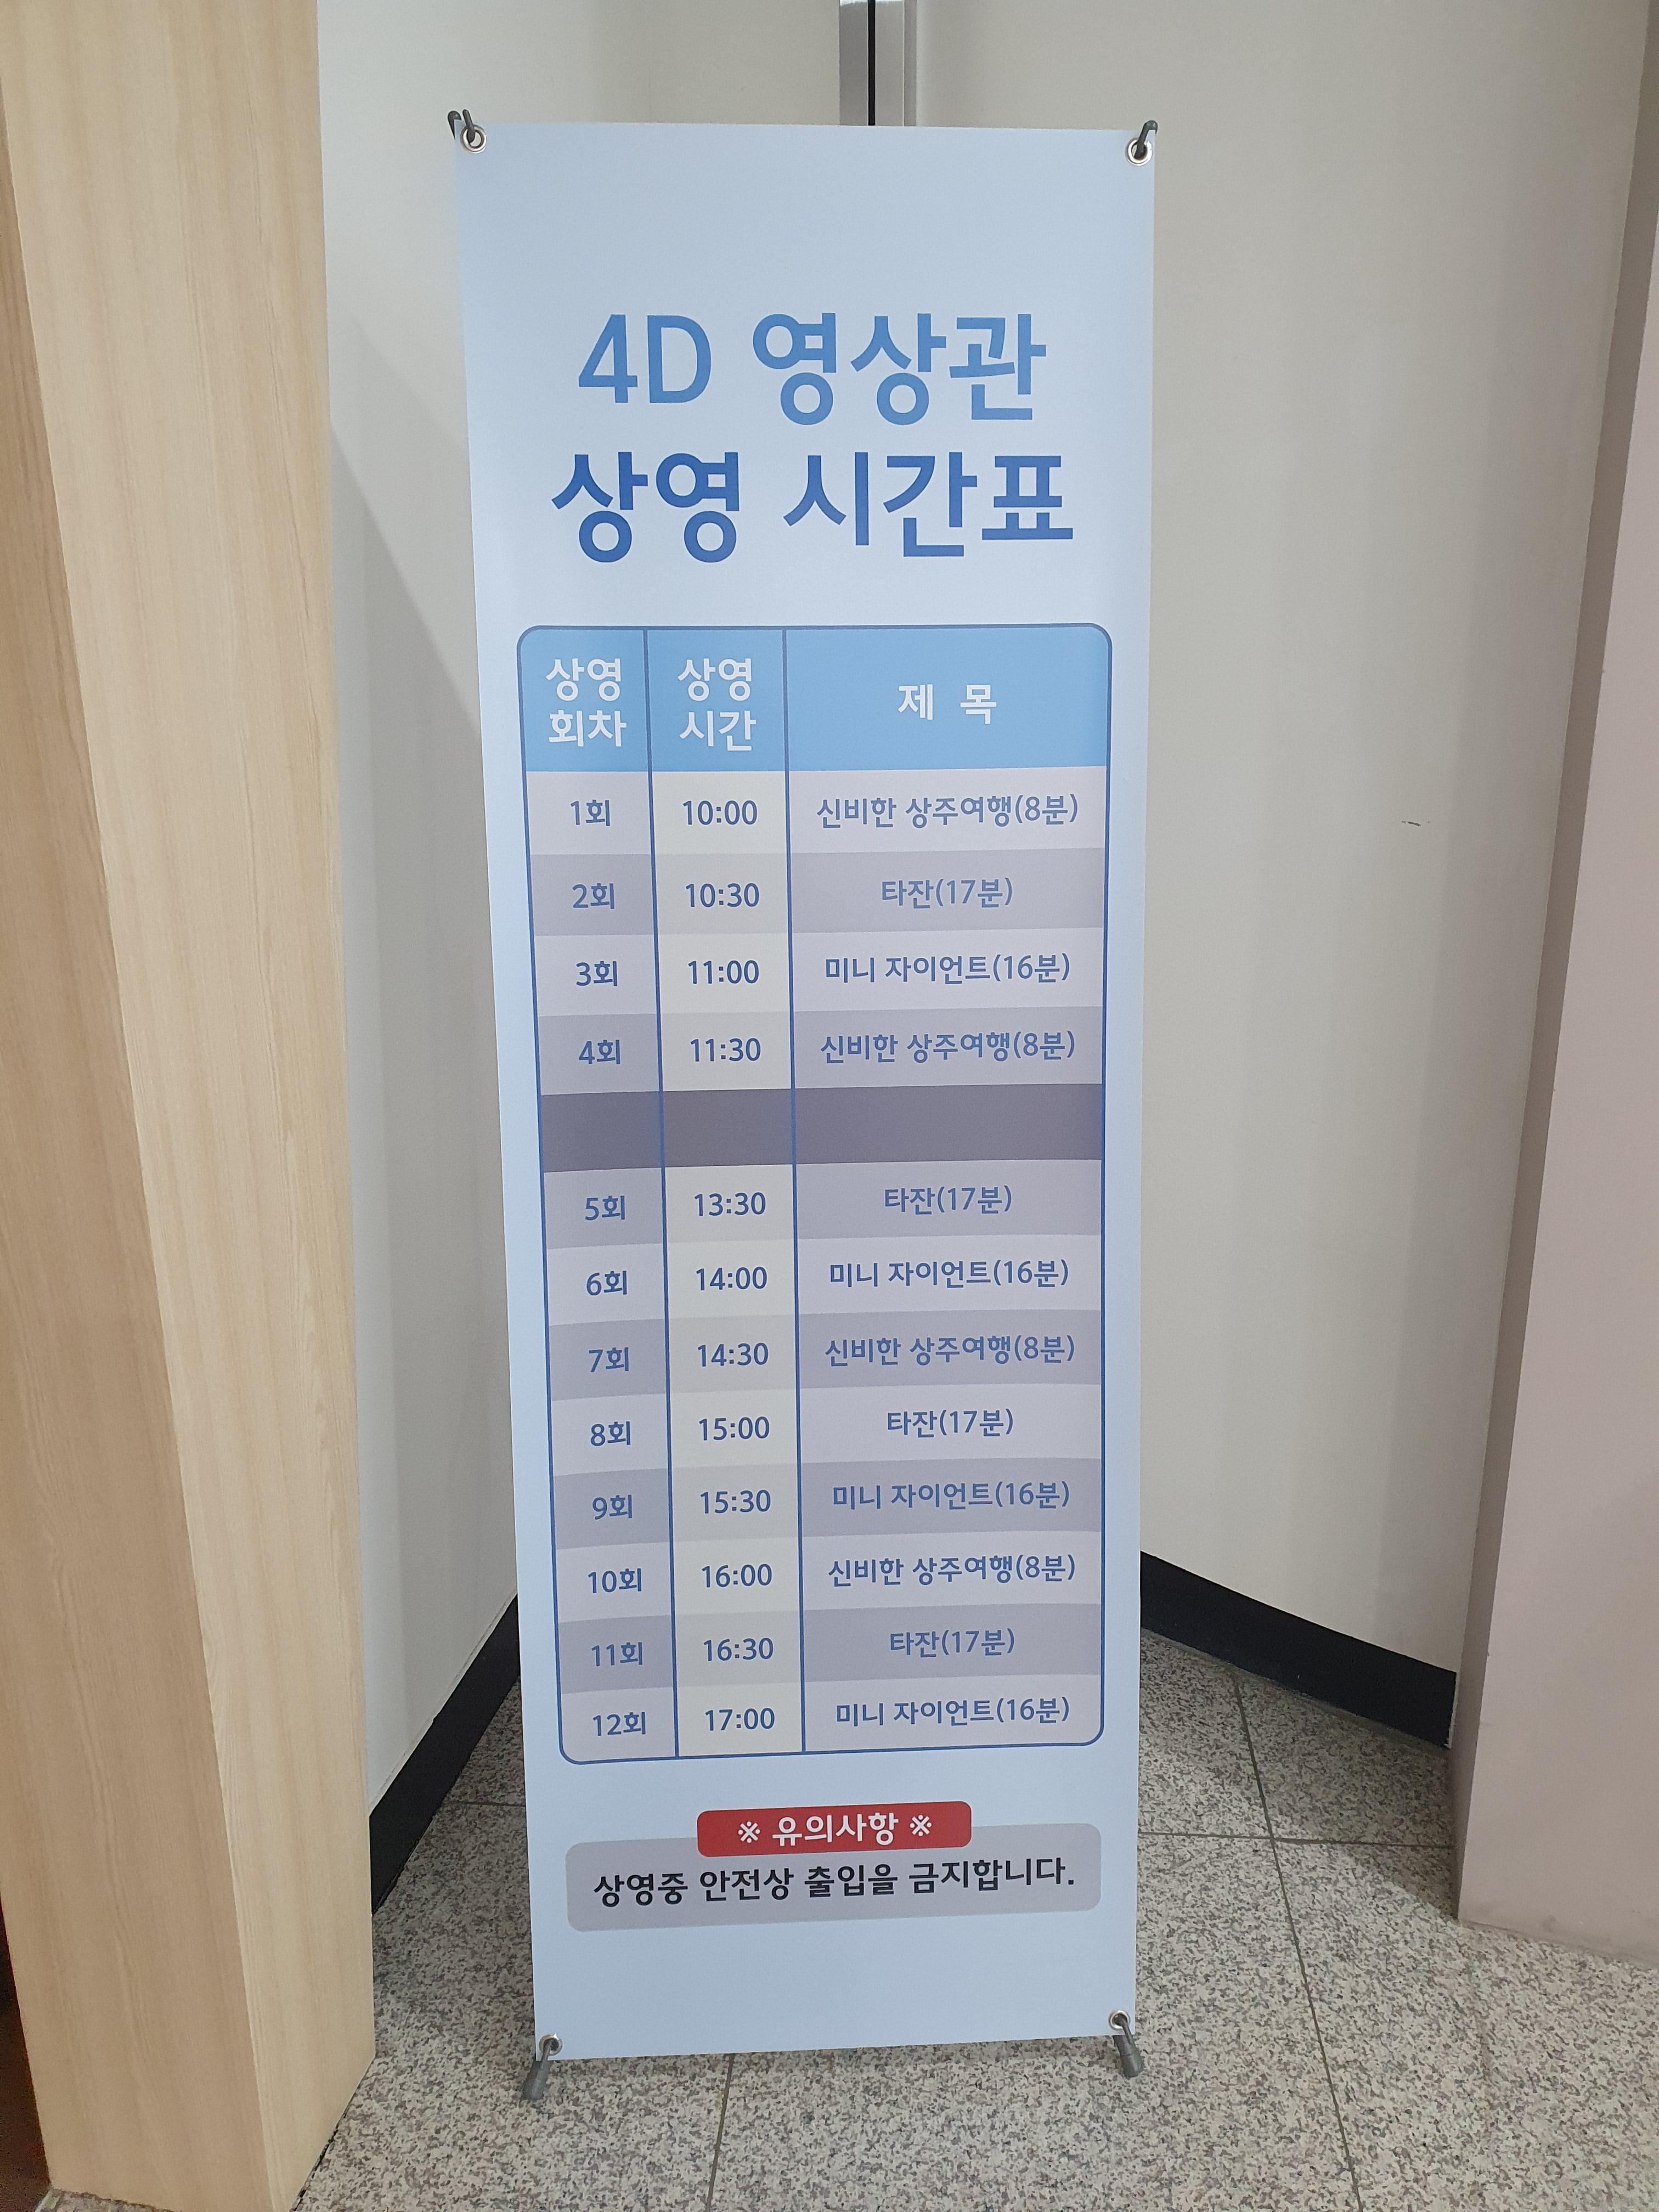 4D 영상관
상영 시간표
상영 회차 상영 시간 제 목
1회 10:00 신비한 상주여행(8분)
2회 10:30 타잔(17분)
3회 11:00 미니 자이언트(16분)
4회 11:30 신비한 상주여행(8분)
5회 13:30 타잔(17분)
6회 14:00 미니 자이언트(16분)
7회 14:30 신비한 상주여행(8분)
8회 15:00 타잔(17분)
9회 15:30 미니 자이언트(16분)
10회 16:00 신비한 상주여행(8분)
11회 16:30 타잔(17분)
12회 17:00 미니 자이언트(16분)
※ 유의사항 ※
상영중 안전상 출입을 금지합니다.